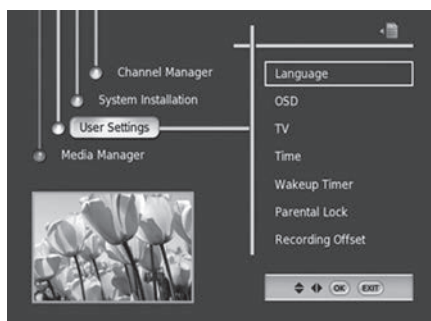 Channel Manager
System Installation
User Settings
Media Manager
Language
OSD
TV
Time
Wakeup Timer
Parental Lock
Recording Offset
OK EXIT